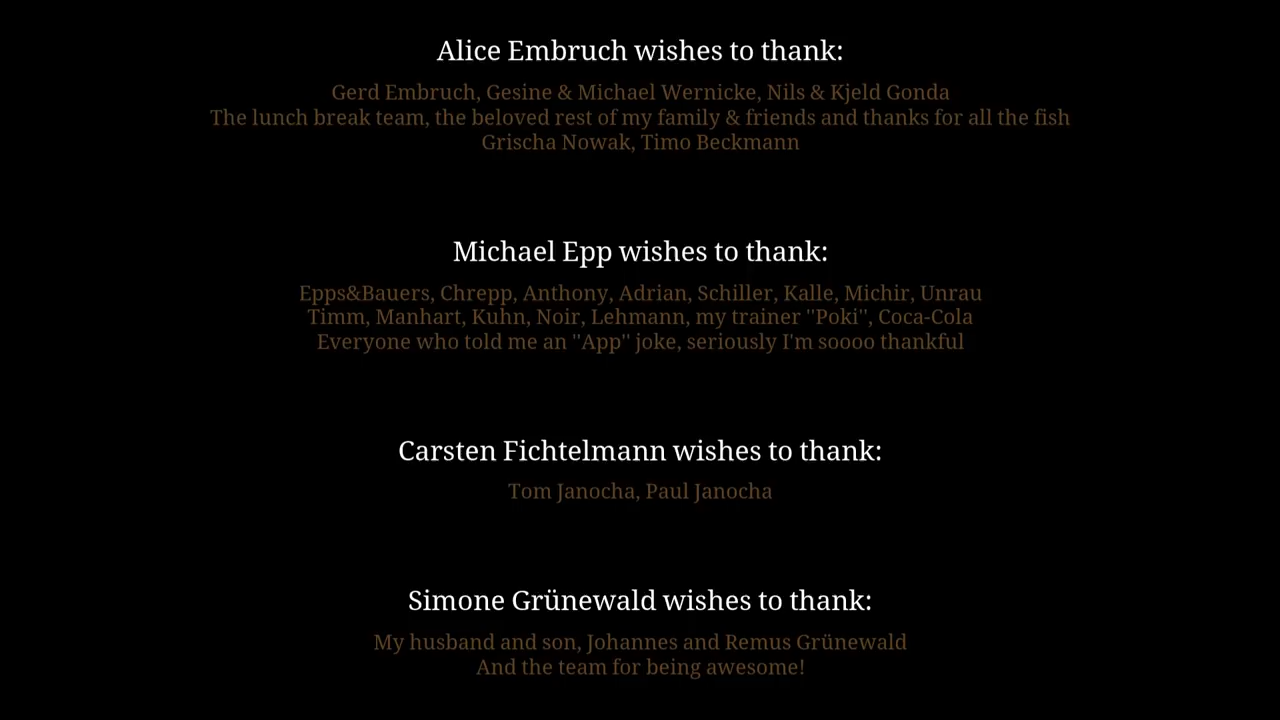 Alice Embruch wishes to thank:
Gerd Embruch, Gesine & Michael Wernicke, Nils & Kjeld Gonda
The lunch break team, the beloved rest of my family & friends and thanks for all the fish
Grischa Nowak, Timo Beckmann
Michael Epp wishes to thank:
Epps&Bauers, Chrepp, Anthony, Adrian, Schiller, Kalle, Michir, Unrau
Timm, Manhart, Kuhn, Noir, Lehmann, my trainer "Poki", Coca-Cola
Everyone who told me an "App" joke, seriously I'm soooo thankful
Carsten Fichtelmann wishes to thank:
Tom Janocha, Paul Janocha
Simone Grünewald wishes to thank:
My husband and son, Johannes and Remus Grünewald
And the team for being awesome!